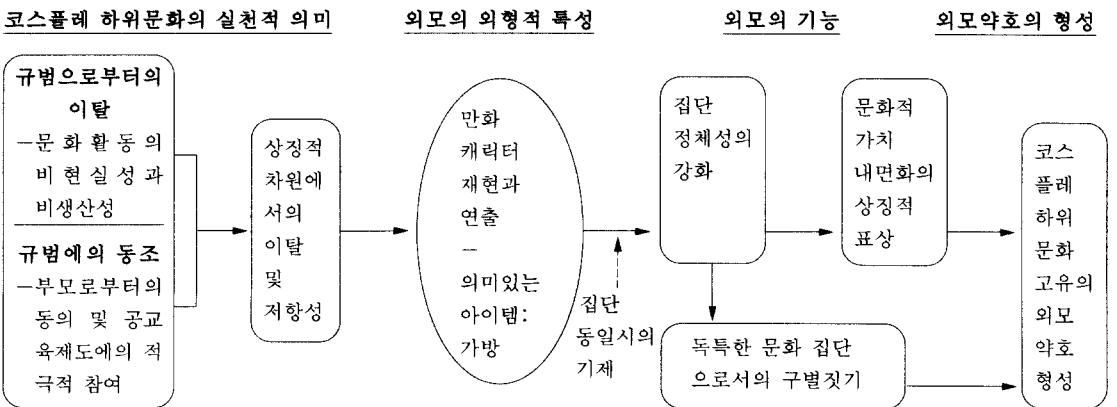 코스플레 하위문화의 실천적 의미
외모의 외형적 특성
외모의 기능
외모약호의 형성
규범으로부터의
이탈
–문화활동의
비현실성과
비생산성
규범에의 동조
–부모로부터의
동의 및 공교
육제도에의 적
극적 참여
상징적
차원에
서의
이탈
및
저항성
만화
캐릭터
재현과
연출
–
의미있는
아이템:
가방
집단
동일시의
기제
집단
정체성의
강화
독특한 문화 집단
으로서의 구별짓기
문화적
가치
내면화의
상징적
표상
코스
플레
하위
문화
고유의
외모
약호
형성